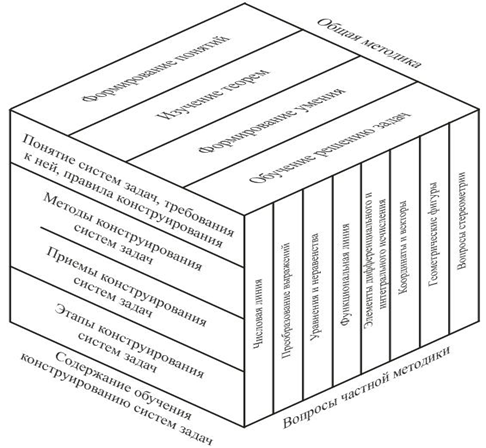 Общая методика
Формирование понятий
Изучение теорем
Формирование умения
Обучение решению задач
Понятие систем задач, требования
к ней, правила конструирования
Методы конструирования
систем задач
Приемы конструирования
систем задач
Этапы конструирования
систем задач
Содержание обучения
конструированию систем задач
Числовая линия
Преобразование выражений
Уравнения и неравенства
Функциональная линия
Элементы дифференциального и
интегрального исчисления
Координаты и векторы
Геометрические фигуры
Вопросы стереометрии
Вопросы частной методики